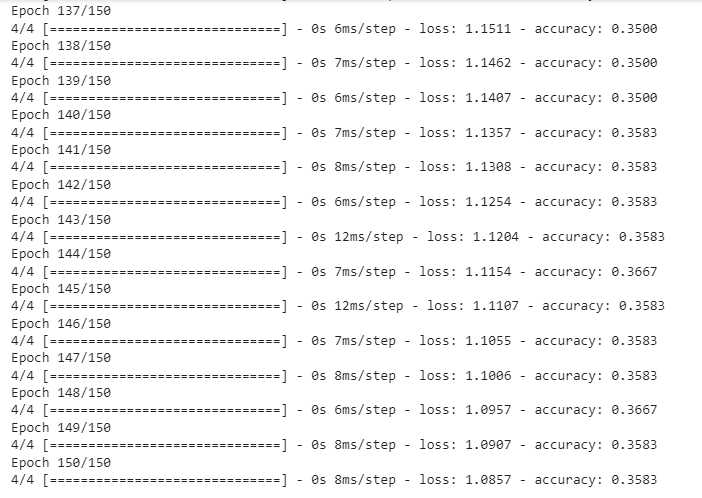 Epoch 137/150
4/4 [==============================] - 0s 6ms/step - loss: 1.1511 - accuracy: 0.3500
Epoch 138/150
4/4 [==============================] - 0s 7ms/step - loss: 1.1462 - accuracy: 0.3500
Epoch 139/150
4/4 [==============================] - 0s 6ms/step - loss: 1.1407 - accuracy: 0.3500
Epoch 140/150
4/4 [==============================] - 0s 7ms/step - loss: 1.1357 - accuracy: 0.3583
Epoch 141/150
4/4 [==============================] - 0s 8ms/step - loss: 1.1308 - accuracy: 0.3583
Epoch 142/150
4/4 [==============================] - 0s 6ms/step - loss: 1.1254 - accuracy: 0.3583
Epoch 143/150
4/4 [==============================] - 0s 12ms/step - loss: 1.1204 - accuracy: 0.3583
Epoch 144/150
4/4 [==============================] - 0s 7ms/step - loss: 1.1154 - accuracy: 0.3667
Epoch 145/150
4/4 [==============================] - 0s 12ms/step - loss: 1.1107 - accuracy: 0.3583
Epoch 146/150
4/4 [==============================] - 0s 7ms/step - loss: 1.1055 - accuracy: 0.3583
Epoch 147/150
4/4 [==============================] - 0s 8ms/step - loss: 1.1006 - accuracy: 0.3583
Epoch 148/150
4/4 [==============================] - 0s 6ms/step - loss: 1.0957 - accuracy: 0.3667
Epoch 149/150
4/4 [==============================] - 0s 8ms/step - loss: 1.0907 - accuracy: 0.3583
Epoch 150/150
4/4 [==============================] - 0s 8ms/step - loss: 1.0857 - accuracy: 0.3583